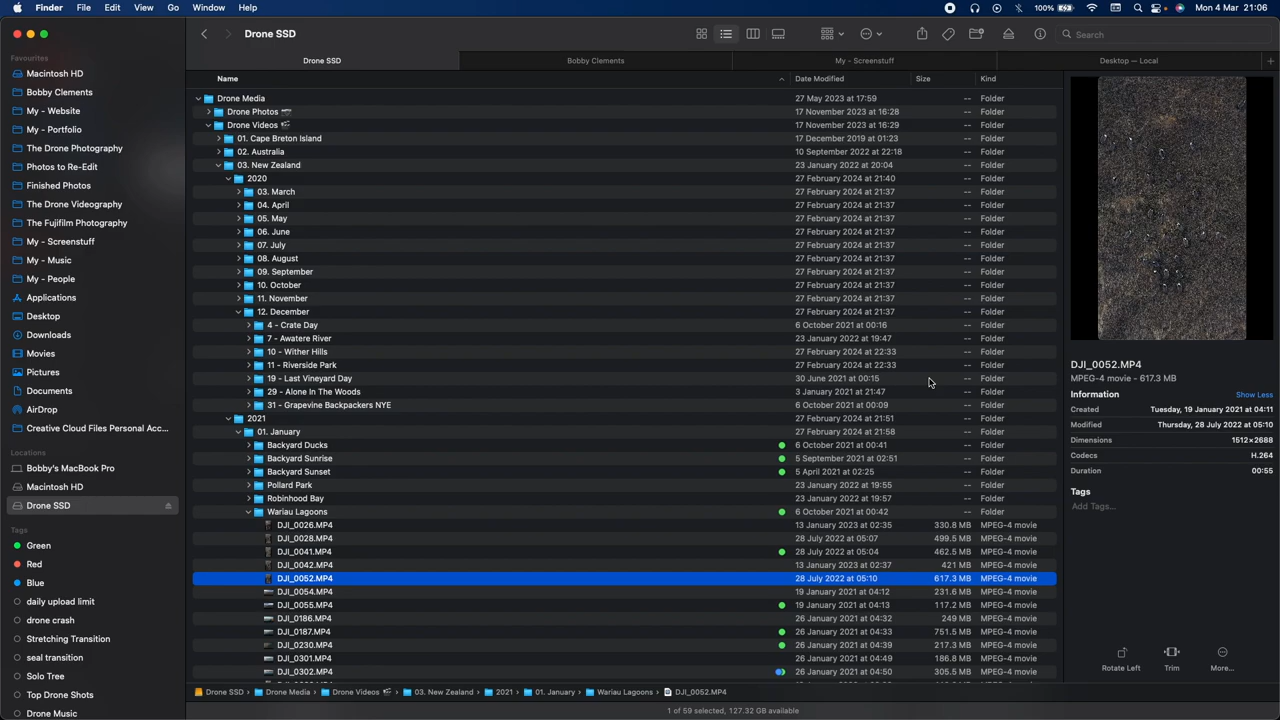 Finder File Edit View Go Window Help 100% Mon 4 Mar 21:06
Drone SSD Search
Drone SSD Bobby Clements My - Screenstuff Desktop — Local
Favourites
Macintosh HD
Bobby Clements
My - Website
My - Portfolio
The Drone Photography
Photos to Re-Edit
Finished Photos
The Drone Videography
The Fujifilm Photography
My - Screenstuff
My - Music
My - People
Applications
Desktop
Downloads
Movies
Pictures
Documents
AirDrop
Creative Cloud Files Personal Acc...
Locations
Bobby's MacBook Pro
Macintosh HD
Drone SSD
Tags
Green
Red
Blue
daily upload limit
drone crash
Stretching Transition
seal transition
Solo Tree
Top Drone Shots
Drone Music
Name Date Modified Size Kind
Drone Media 27 May 2023 at 17:59 -- Folder
Drone Photos 17 November 2023 at 16:28 -- Folder
Drone Videos 17 November 2023 at 16:29 -- Folder
01. Cape Breton Island 17 December 2019 at 01:23 -- Folder
02. Australia 10 September 2022 at 22:18 -- Folder
03. New Zealand 23 January 2022 at 20:04 -- Folder
2020 27 February 2024 at 21:40 -- Folder
03. March 27 February 2024 at 21:37 -- Folder
04. April 27 February 2024 at 21:37 -- Folder
05. May 27 February 2024 at 21:37 -- Folder
06. June 27 February 2024 at 21:37 -- Folder
07. July 27 February 2024 at 21:37 -- Folder
08. August 27 February 2024 at 21:37 -- Folder
09. September 27 February 2024 at 21:37 -- Folder
10. October 27 February 2024 at 21:37 -- Folder
11. November 27 February 2024 at 21:37 -- Folder
12. December 27 February 2024 at 21:37 -- Folder
4 - Crate Day 6 October 2021 at 00:16 -- Folder
7 - Awatere River 23 January 2022 at 19:47 -- Folder
10 - Wither Hills 27 February 2024 at 22:33 -- Folder
11 - Riverside Park 27 February 2024 at 22:33 -- Folder
19 - Last Vineyard Day 30 June 2021 at 00:15 -- Folder
29 - Alone In The Woods 3 January 2021 at 21:47 -- Folder
31 - Grapevine Backpackers NYE 6 October 2021 at 00:09 -- Folder
2021 27 February 2024 at 21:51 -- Folder
01. January 27 February 2024 at 21:58 -- Folder
Backyard Ducks 6 October 2021 at 00:41 -- Folder
Backyard Sunrise 5 September 2021 at 02:51 -- Folder
Backyard Sunset 5 April 2021 at 02:25 -- Folder
Pollard Park 23 January 2022 at 19:55 -- Folder
Robinhood Bay 23 January 2022 at 19:57 -- Folder
Wariau Lagoons 6 October 2021 at 00:42 -- Folder
DJI_0026.MP4 13 January 2023 at 02:35 330.8 MB MPEG-4 movie
DJI_0028.MP4 28 July 2022 at 05:07 499.5 MB MPEG-4 movie
DJI_0041.MP4 28 July 2022 at 05:04 462.5 MB MPEG-4 movie
DJI_0042.MP4 13 January 2023 at 02:37 421 MB MPEG-4 movie
DJI_0052.MP4 28 July 2022 at 05:10 617.3 MB MPEG-4 movie
DJI_0054.MP4 19 January 2021 at 04:12 231.6 MB MPEG-4 movie
DJI_0055.MP4 19 January 2021 at 04:13 117.2 MB MPEG-4 movie
DJI_0186.MP4 26 January 2021 at 04:32 249 MB MPEG-4 movie
DJI_0187.MP4 26 January 2021 at 04:33 751.5 MB MPEG-4 movie
DJI_0230.MP4 26 January 2021 at 04:39 217.3 MB MPEG-4 movie
DJI_0301.MP4 26 January 2021 at 04:49 186.8 MB MPEG-4 movie
DJI_0302.MP4 26 January 2021 at 04:50 305.5 MB MPEG-4 movie
Drone SSD Drone Media Drone Videos 03. New Zealand 2021 01. January Wariau Lagoons DJI_0052.MP4
1 of 59 selected, 127.32 GB available
DJI_0052.MP4
MPEG-4 movie - 617.3 MB
Information Show Less
Created Tuesday, 19 January 2021 at 04:11
Modified Thursday, 28 July 2022 at 05:10
Dimensions 1512×2688
Codecs H.264
Duration 00:55
Tags
Add Tags...
Rotate Left Trim More...